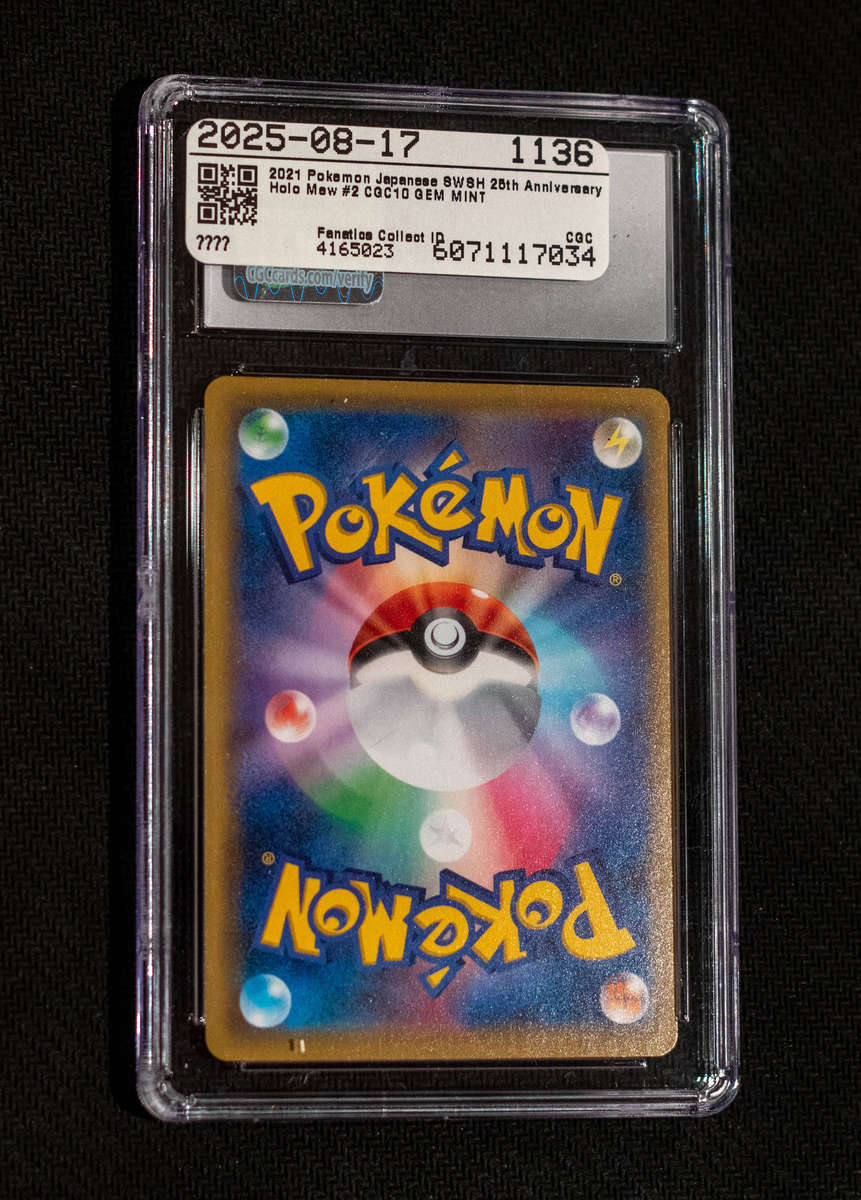 2025-08-17 1136
2021 Pokemon Japanese SWSH 25th Anniversary
Holo Mew #2 CGC10 GEM MINT
???? Fanatics Collect ID CGC
4165023 6071117034
CGCcards.com/verify
POKéMON
®
®
POKéMON